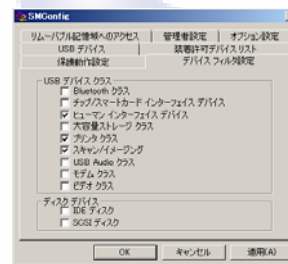 SMConfig
リムーバブル記憶域へのアクセス
管理者設定
オプション設定
USB デバイス
装着許可デバイス リスト
保護動作設定
デバイス フィルタ設定
USB デバイス クラス
Bluetooth クラス
チップ/スマートカード インターフェイス デバイス
ヒューマン インターフェイス デバイス
大容量ストレージ クラス
プリンタ クラス
スキャン/イメージング
USB Audio クラス
モデム クラス
ビデオ クラス
ディスク デバイス
IDE ディスク
SCSI ディスク
OK
キャンセル
適用(A)